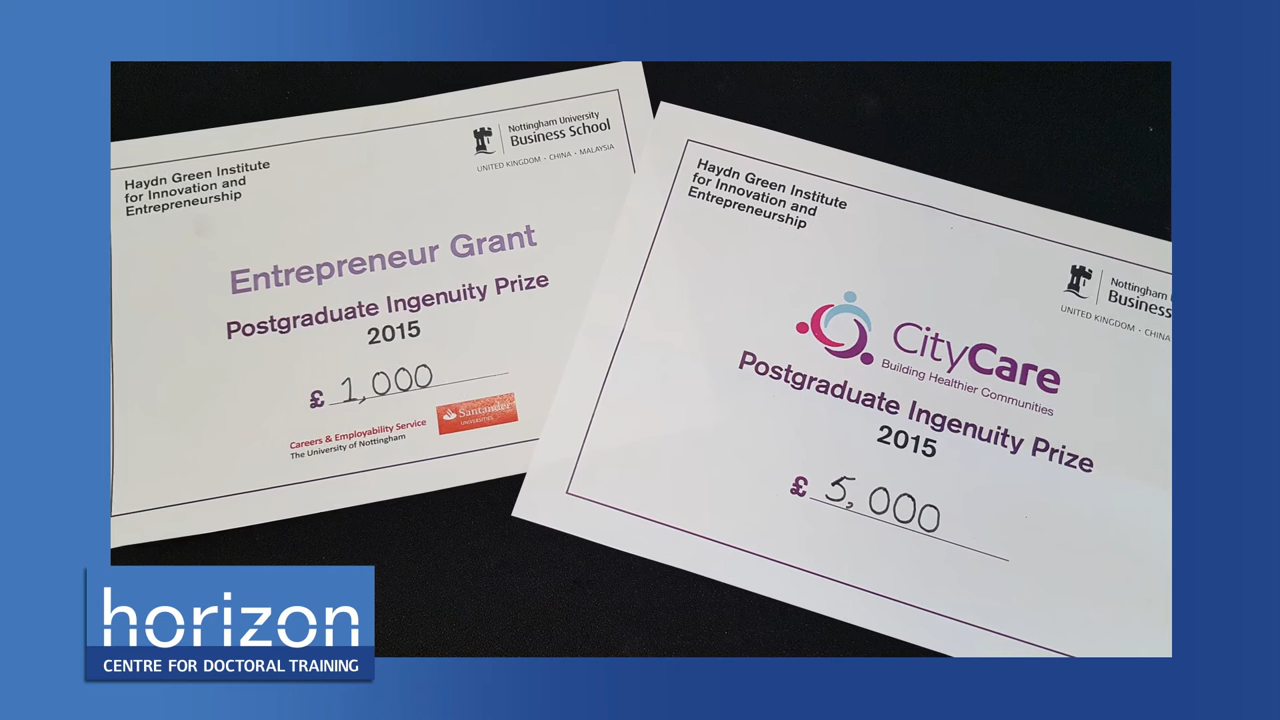 Haydn Green Institute
for Innovation and
Entrepreneurship
Nottingham University
Business School
UNITED KINGDOM · CHINA · MALAYSIA
Entrepreneur Grant
Postgraduate Ingenuity Prize
2015
£ 1,000
Careers & Employability Service
The University of Nottingham
Santander
UNIVERSITIES
Haydn Green Institute
for Innovation and
Entrepreneurship
Nottingham
Business
UNITED KINGDOM · CHINA
CityCare
Building Healthier Communities
Postgraduate Ingenuity Prize
2015
£ 5,000
horizon
CENTRE FOR DOCTORAL TRAINING